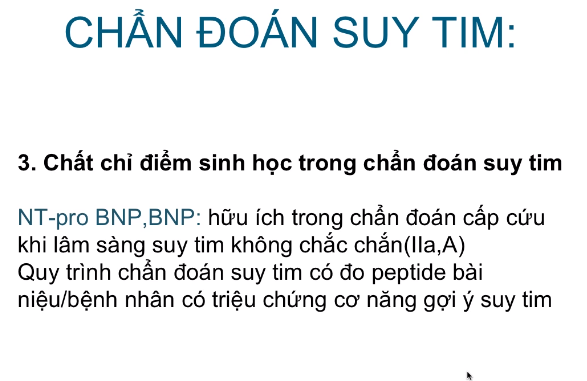 CHẨN ĐOÁN SUY TIM:
3. Chất chỉ điểm sinh học trong chẩn đoán suy tim
NT-pro BNP,BNP: hữu ích trong chẩn đoán cấp cứu
khi lâm sàng suy tim không chắc chắn(IIa,A)
Quy trình chẩn đoán suy tim có đo peptide bài
niệu/bệnh nhân có triệu chứng cơ năng gợi ý suy tim